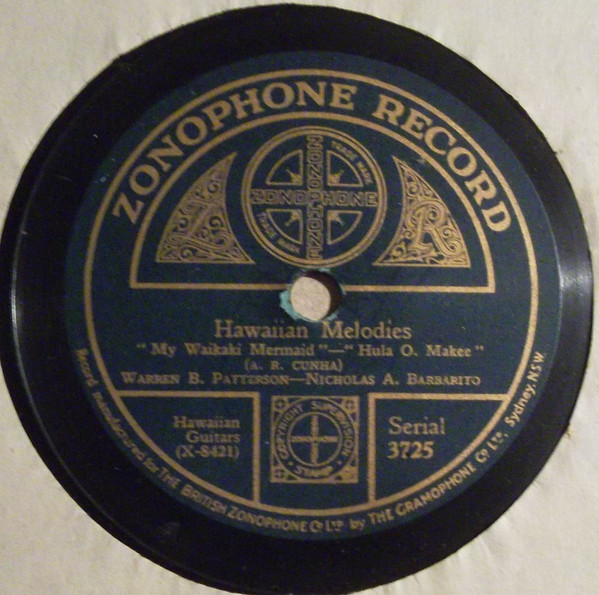 ZONOPHONE RECORD
TRADE MARK
ZONOPHONE
ZONOPHONE
TRADE MARK
Z
R
Hawaiian Melodies
"My Waikaki Mermaid"—"Hula O. Makee"
(A. R. CUNHA)
WARREN B. PATTERSON—NICHOLAS A. BARBARITO
Hawaiian
Guitars
(X-8421)
COPYRIGHT SUPERVISION
ZONOPHONE
STAMP
Serial
3725
Record manufactured for THE BRITISH ZONOPHONE Co LTD. by THE GRAMOPHONE Co LTD. Sydney. N.S.W.